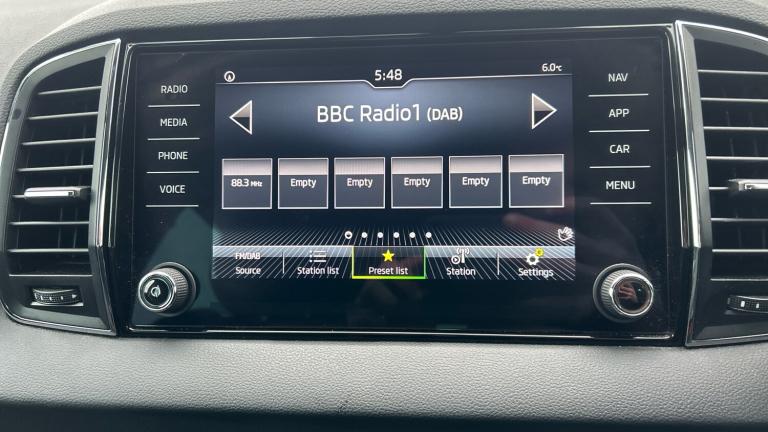 5:48
6.0°C
RADIO
MEDIA
PHONE
VOICE
BBC Radio1 (DAB)
88.3 MHz
Empty
Empty
Empty
Empty
Empty
FM/DAB
Source
Station list
Preset list
Station
Settings
NAV
APP
CAR
MENU